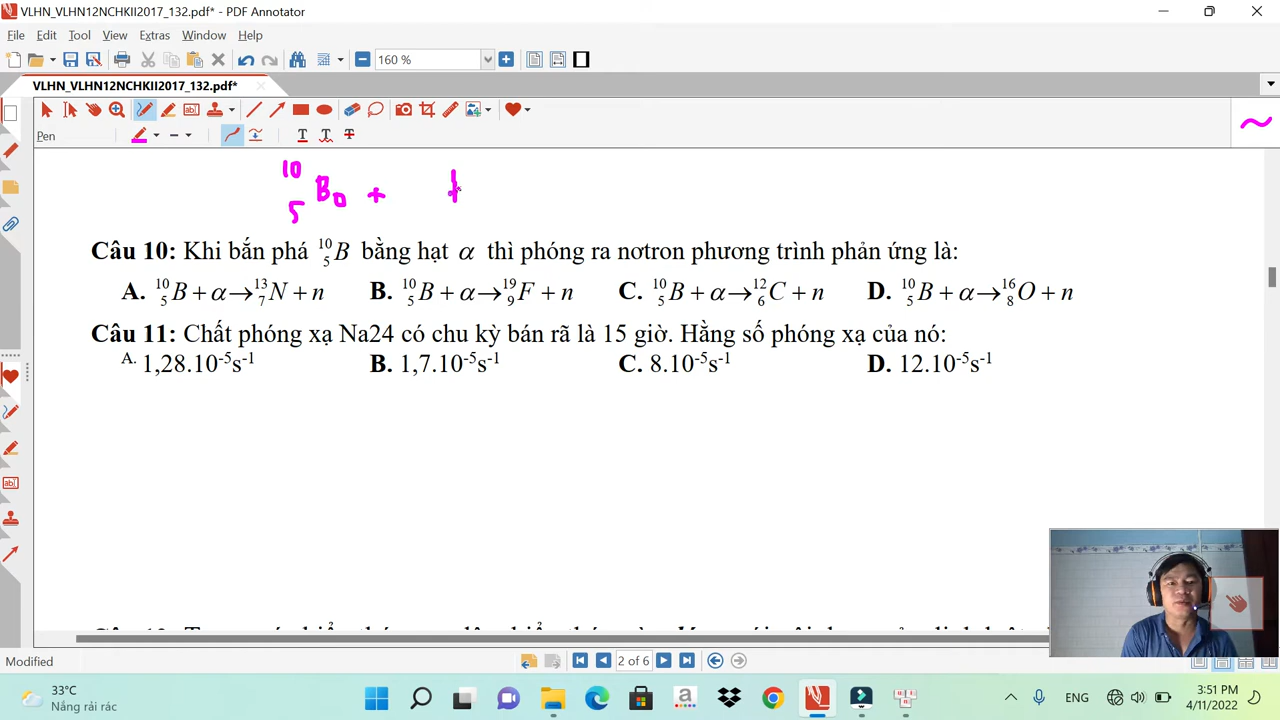 VLHN_VLHN12NCHKII2017_132.pdf* - PDF Annotator
File Edit Tool View Extras Window Help
160 %
VLHN_VLHN12NCHKII2017_132.pdf*
Pen
10
5 Bo +
Câu 10: Khi bắn phá ¹⁰₅B bằng hạt α thì phóng ra nơtron phương trình phản ứng là:
A. ¹⁰₅B + α → ¹³₇N + n B. ¹⁰₅B + α → ¹⁹₉F + n C. ¹⁰₅B + α → ¹²₆C + n D. ¹⁰₅B + α → ¹⁶₈O + n
Câu 11: Chất phóng xạ Na24 có chu kỳ bán rã là 15 giờ. Hằng số phóng xạ của nó:
A. 1,28.10⁻⁵s⁻¹ B. 1,7.10⁻⁵s⁻¹ C. 8.10⁻⁵s⁻¹ D. 12.10⁻⁵s⁻¹
Modified
2 of 6
33°C
Nắng rải rác
ENG
3:51 PM
4/11/2022